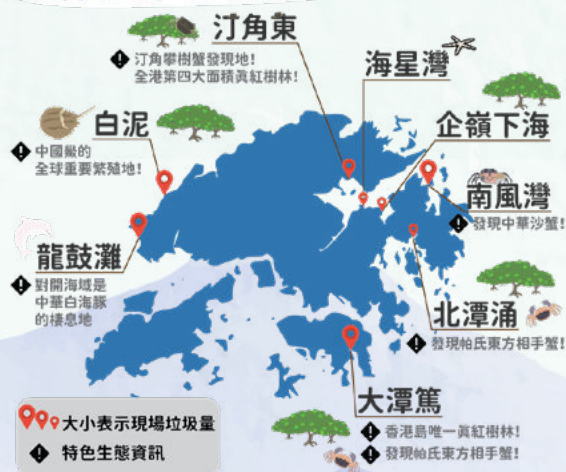 汀角東
汀角攀樹蟹發現地！
全港第四大面積真紅樹林！
海星灣
白泥
企嶺下海
中國鱟的
全球重要繁殖地！
南風灣
發現中華沙蟹！
龍鼓灘
對開海域是
中華白海豚
的棲息地
北潭涌
發現帕氏東方相手蟹！
大潭篤
香港島唯一真紅樹林！
發現帕氏東方相手蟹！
大小表示現場垃圾量
特色生態資訊